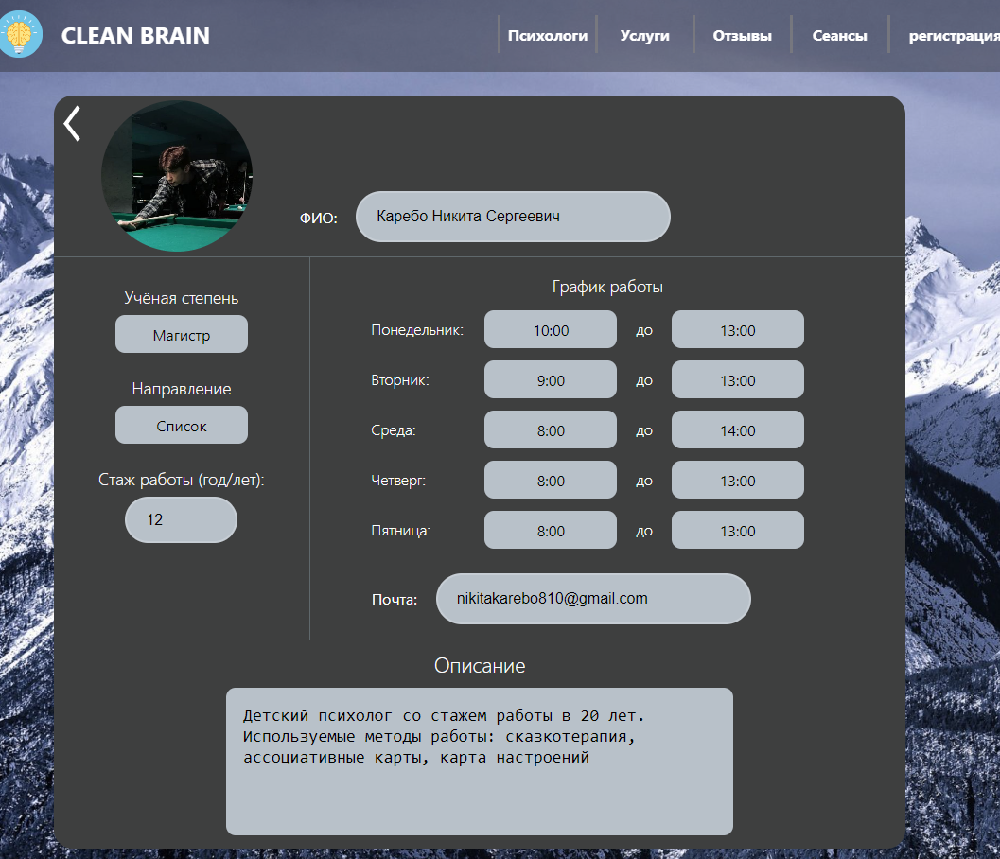 CLEAN BRAIN
Психологи
Услуги
Отзывы
Сеансы
регистрация
ФИО:
Каребо Никита Сергеевич
Учёная степень
Магистр
Направление
Список
Стаж работы (год/лет):
12
График работы
Понедельник: 10:00 до 13:00
Вторник: 9:00 до 13:00
Среда: 8:00 до 14:00
Четверг: 8:00 до 13:00
Пятница: 8:00 до 13:00
Почта: nikitakarebo810@gmail.com
Описание
Детский психолог со стажем работы в 20 лет.
Используемые методы работы: сказкотерапия,
ассоциативные карты, карта настроений